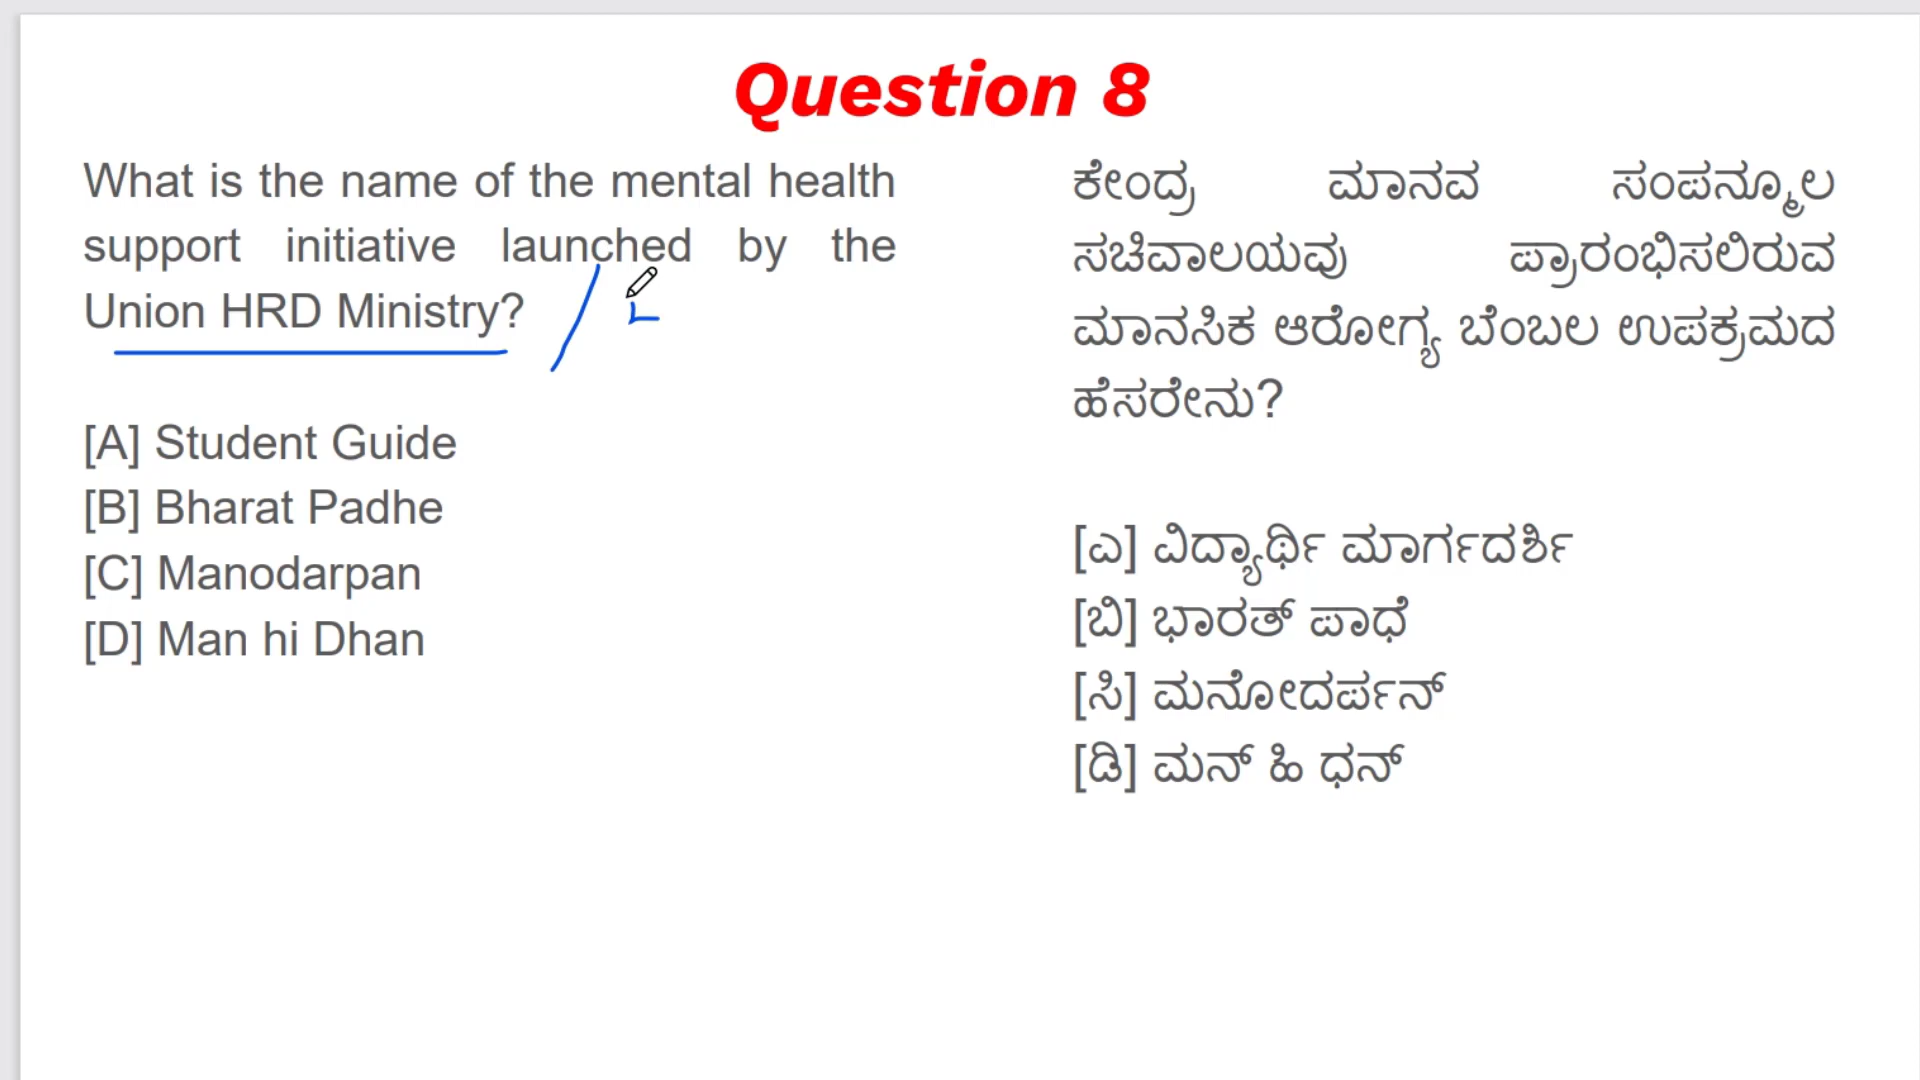 Question 8
What is the name of the mental health
support initiative launched by the
Union HRD Ministry?
[A] Student Guide
[B] Bharat Padhe
[C] Manodarpan
[D] Man hi Dhan
ಕೇಂದ್ರ ಮಾನವ ಸಂಪನ್ಮೂಲ
ಸಚಿವಾಲಯವು ಪ್ರಾರಂಭಿಸಲಿರುವ
ಮಾನಸಿಕ ಆರೋಗ್ಯ ಬೆಂಬಲ ಉಪಕ್ರಮದ
ಹೆಸರೇನು?
[ಎ] ವಿದ್ಯಾರ್ಥಿ ಮಾರ್ಗದರ್ಶಿ
[ಬಿ] ಭಾರತ್ ಪಾಧೆ
[ಸಿ] ಮನೋದರ್ಪನ್
[ಡಿ] ಮನ್ ಹಿ ಧನ್